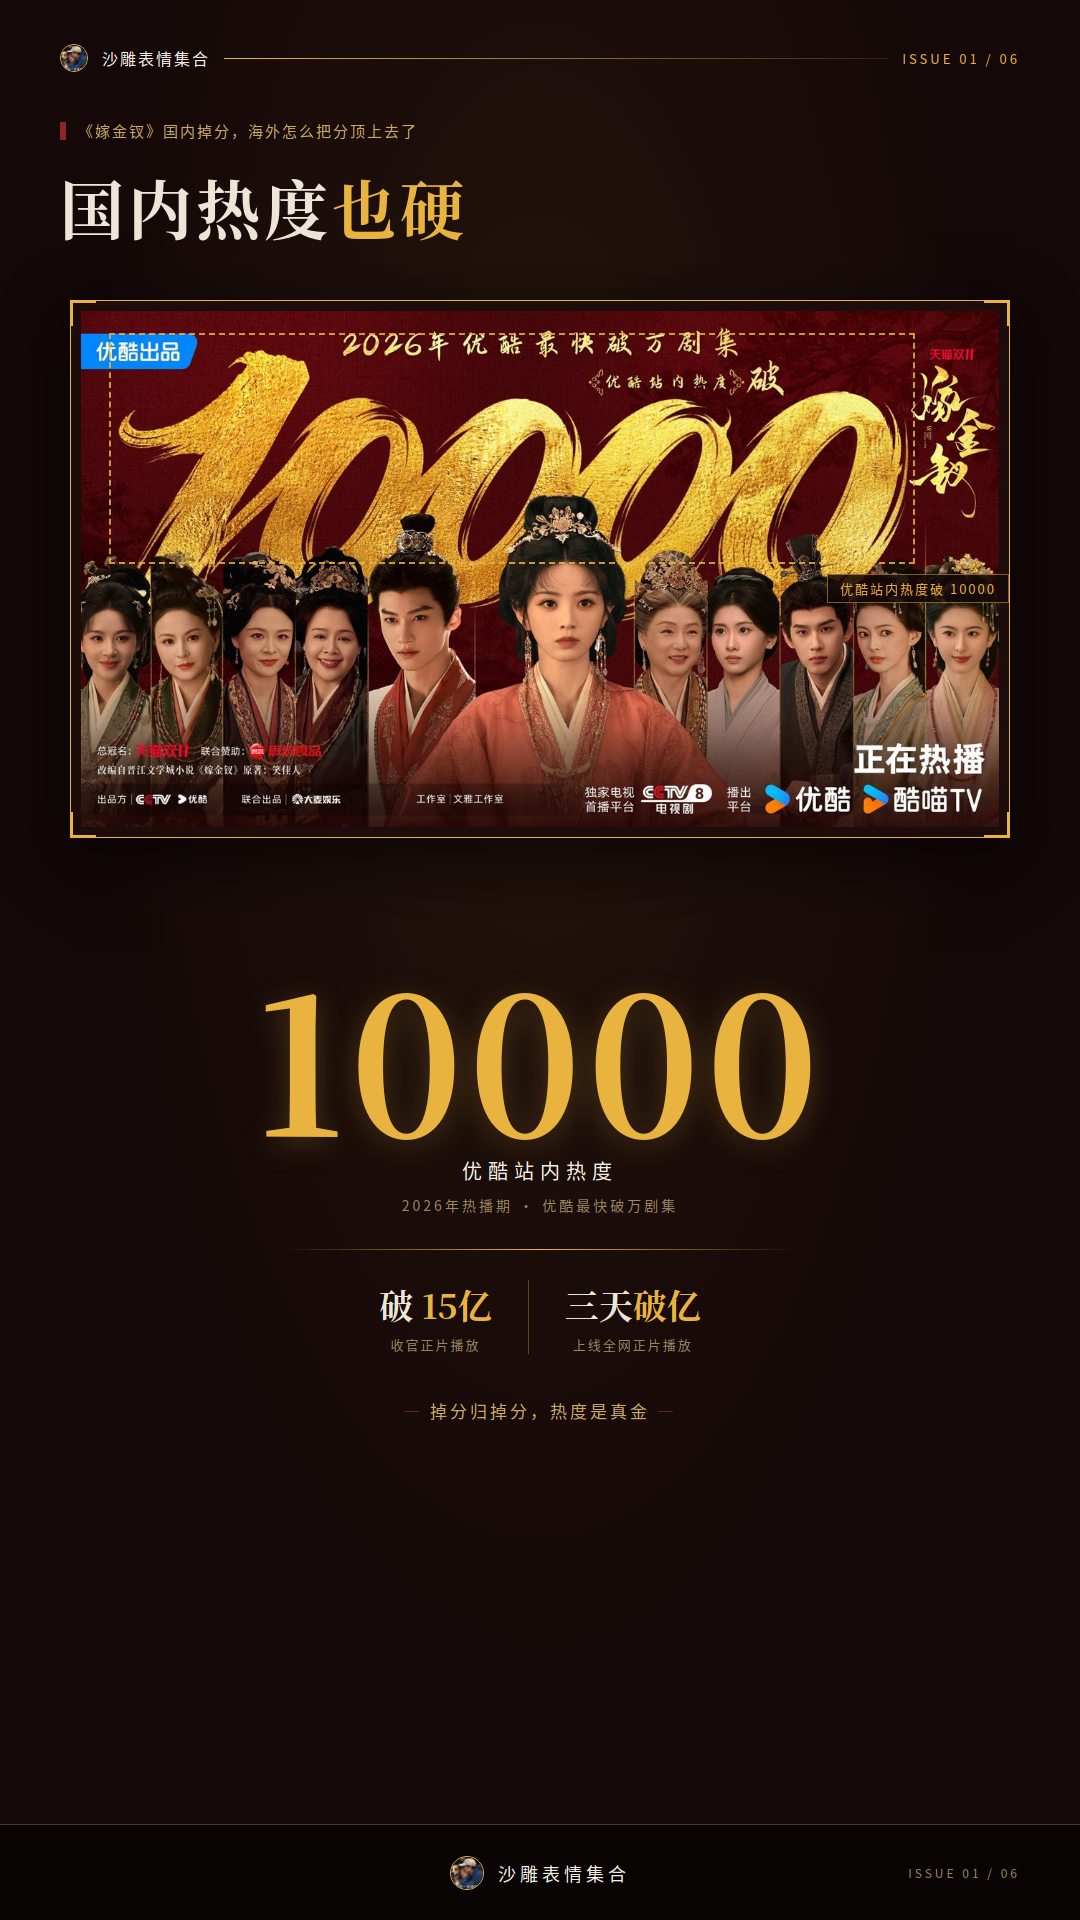 沙雕表情集合
ISSUE 01 / 06
《嫁金钗》国内掉分，海外怎么把分顶上去了
国内热度也硬
优酷出品
2026年优酷最快破万剧集
优酷站内热度破
10000
天猫双11
嫁金钗
优酷站内热度破 10000
总冠名：天猫双11 联合赞助：
改编自晋江文学城小说《嫁金钗》原著：笑佳人
出品方 | CCTV 优酷 联合出品 | 大麦娱乐 工作室 | 文雅工作室
正在热播
独家电视首播平台 CCTV 8 电视剧 播出平台 优酷 酷喵TV
10000
优酷站内热度
2026年热播期 · 优酷最快破万剧集
破 15亿
收官正片播放
三天破亿
上线全网正片播放
— 掉分归掉分，热度是真金 —
沙雕表情集合
ISSUE 01 / 06